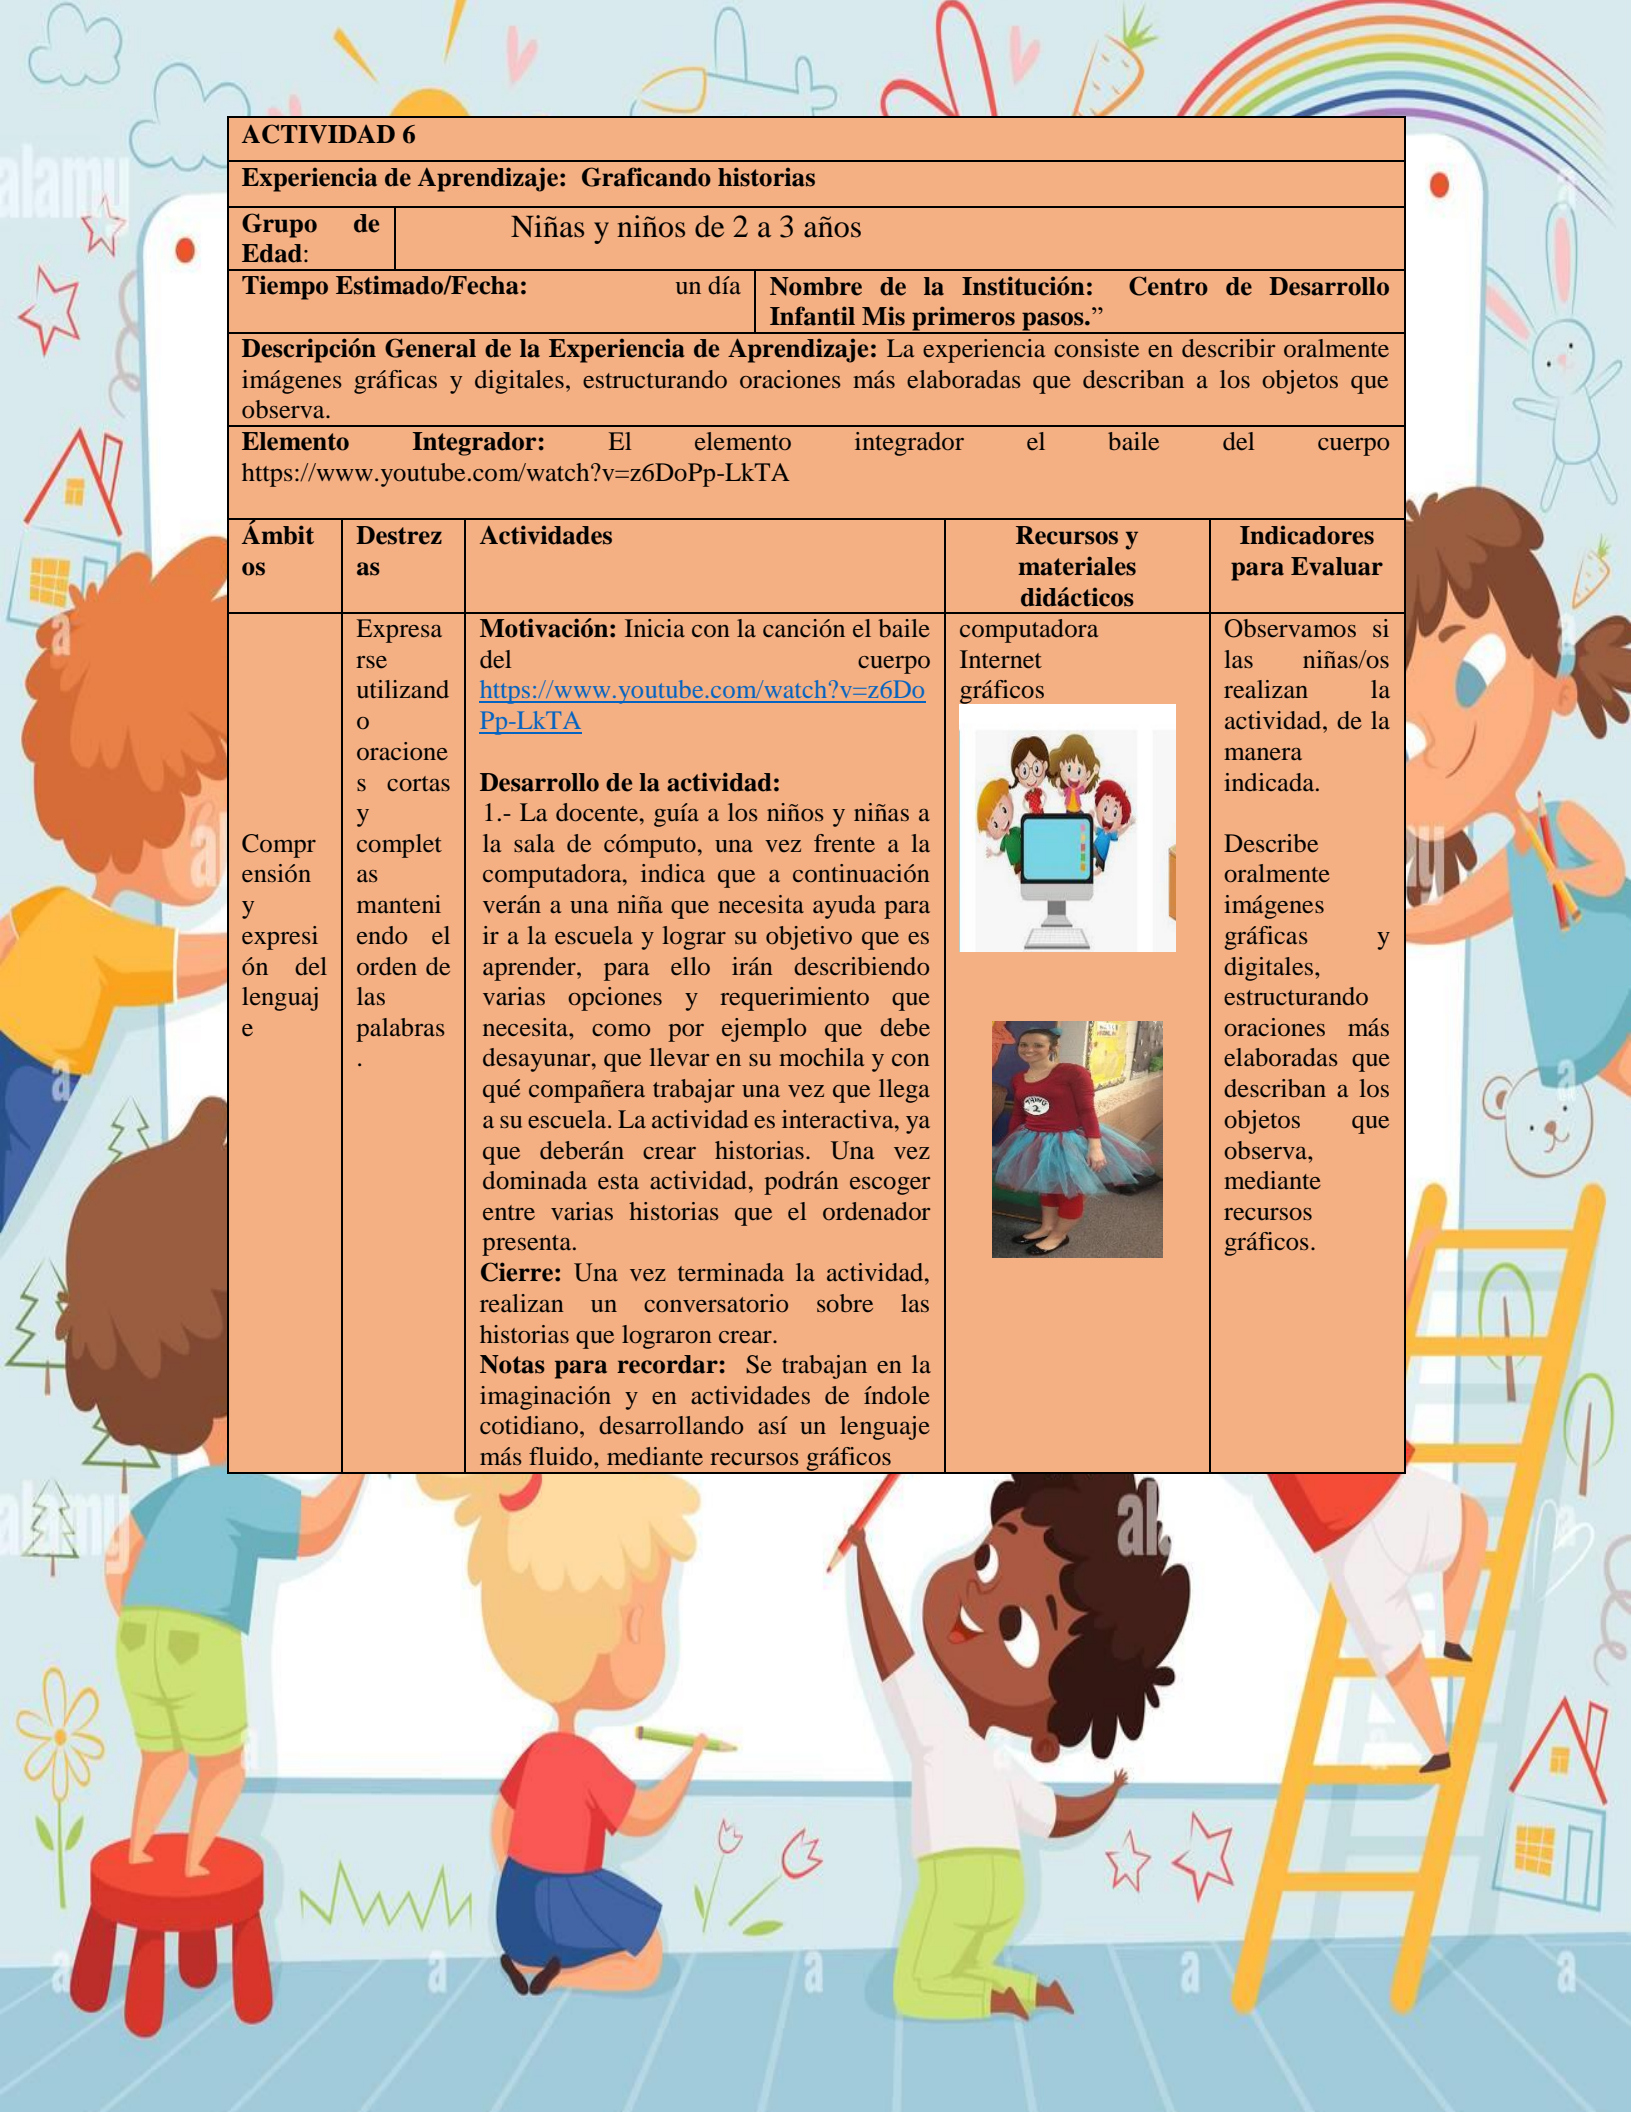 ACTIVIDAD 6
Experiencia de Aprendizaje: Graficando historias
Grupo de
Edad:
Niñas y niños de 2 a 3 años
Tiempo Estimado/Fecha: un día
Nombre de la Institución: Centro de Desarrollo
Infantil Mis primeros pasos.”
Descripción General de la Experiencia de Aprendizaje: La experiencia consiste en describir oralmente
imágenes gráficas y digitales, estructurando oraciones más elaboradas que describan a los objetos que
observa.
Elemento Integrador: El elemento integrador el baile del cuerpo
https://www.youtube.com/watch?v=z6DoPp-LkTA
Ámbit
os
Destrez
as
Actividades
Recursos y
materiales
didácticos
Indicadores
para Evaluar
Compr
ensión
y
expresi
ón del
lenguaj
e
Expresa
rse
utilizand
o
oracione
s cortas
y
complet
as
manteni
endo el
orden de
las
palabras
.
Motivación: Inicia con la canción el baile
del cuerpo
https://www.youtube.com/watch?v=z6Do
Pp-LkTA
Desarrollo de la actividad:
1.- La docente, guía a los niños y niñas a
la sala de cómputo, una vez frente a la
computadora, indica que a continuación
verán a una niña que necesita ayuda para
ir a la escuela y lograr su objetivo que es
aprender, para ello irán describiendo
varias opciones y requerimiento que
necesita, como por ejemplo que debe
desayunar, que llevar en su mochila y con
qué compañera trabajar una vez que llega
a su escuela. La actividad es interactiva, ya
que deberán crear historias. Una vez
dominada esta actividad, podrán escoger
entre varias historias que el ordenador
presenta.
Cierre: Una vez terminada la actividad,
realizan un conversatorio sobre las
historias que lograron crear.
Notas para recordar: Se trabajan en la
imaginación y en actividades de índole
cotidiano, desarrollando así un lenguaje
más fluido, mediante recursos gráficos
computadora
Internet
gráficos
THING
2
Observamos si
las niñas/os
realizan la
actividad, de la
manera
indicada.
Describe
oralmente
imágenes
gráficas y
digitales,
estructurando
oraciones más
elaboradas que
describan a los
objetos que
observa,
mediante
recursos
gráficos.
alamy
alamy